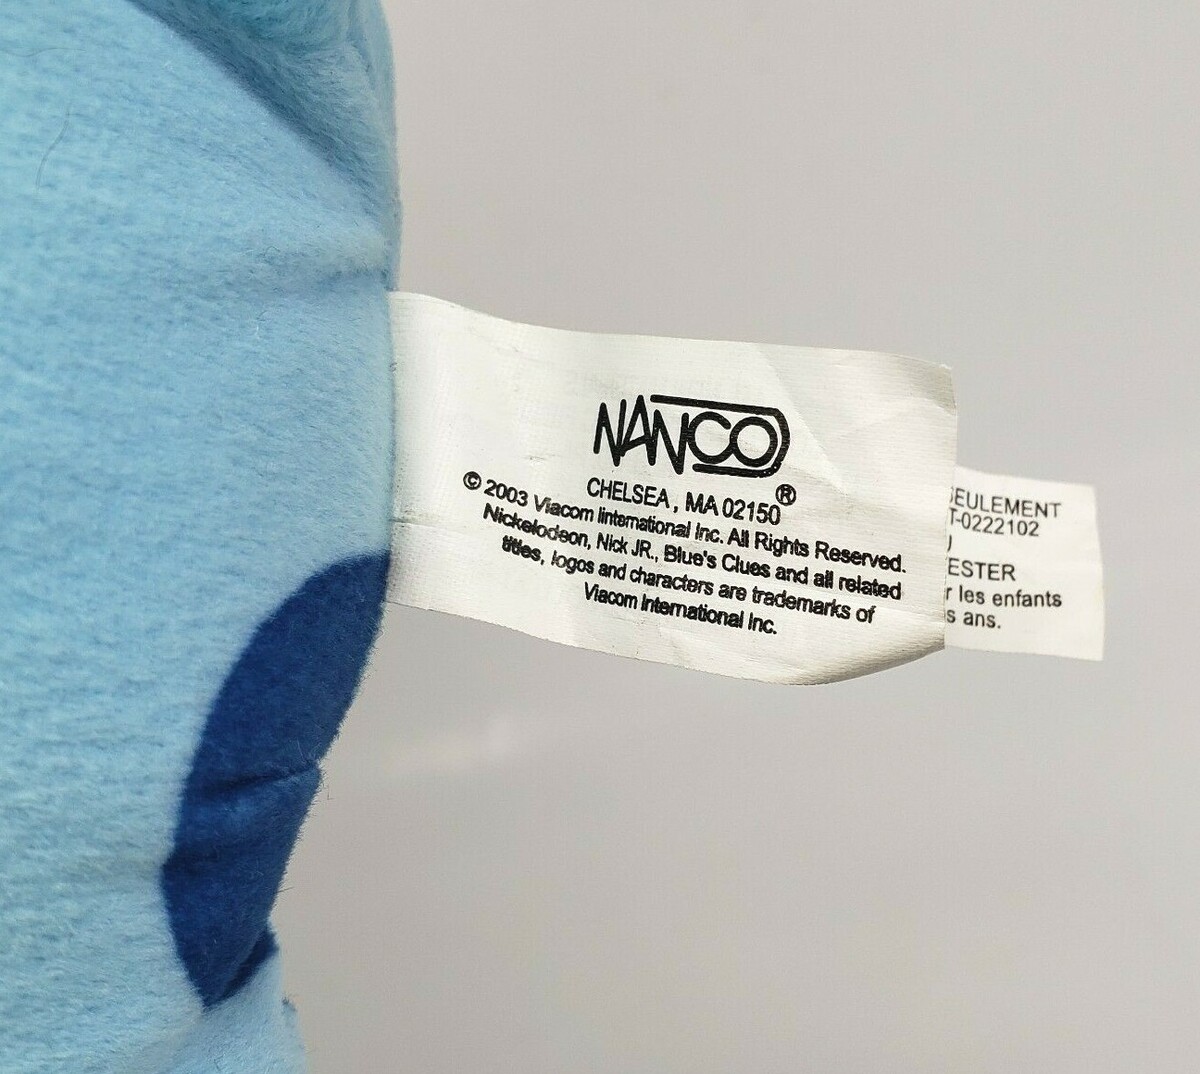 NANCO®
CHELSEA, MA 02150
© 2003 Viacom Iinternational Inc. All Rights Reserved.
Nickelodeon, Nick JR., Blue's Clues and all related
titles, logos and characters are trademarks of
Viacom International Inc.
SEULEMENT
T-0222102
ESTER
r les enfants
s ans.